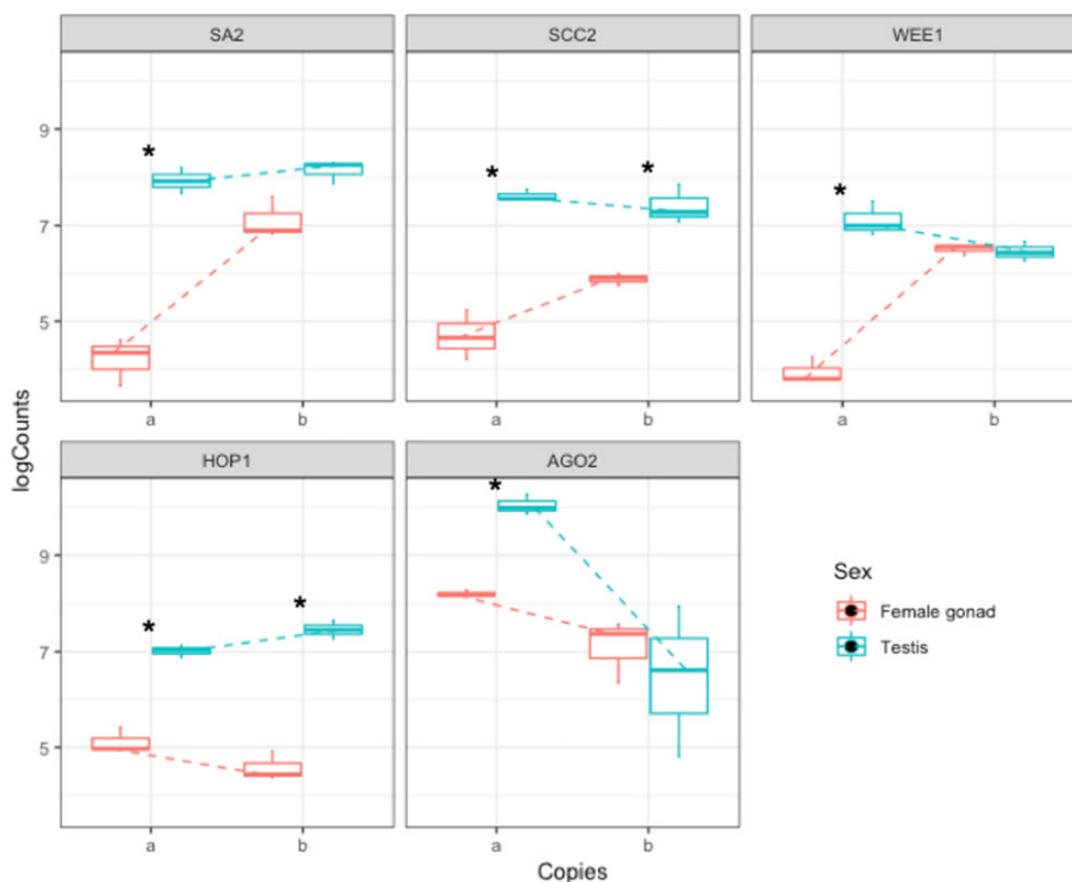 SA2 SCC2 WEE1
*
*
*
*
9
7
5
a b a b a b
HOP1 AGO2
*
*
*
9
7
5
a b a b
logCounts
Copies
Sex
Female gonad
Testis